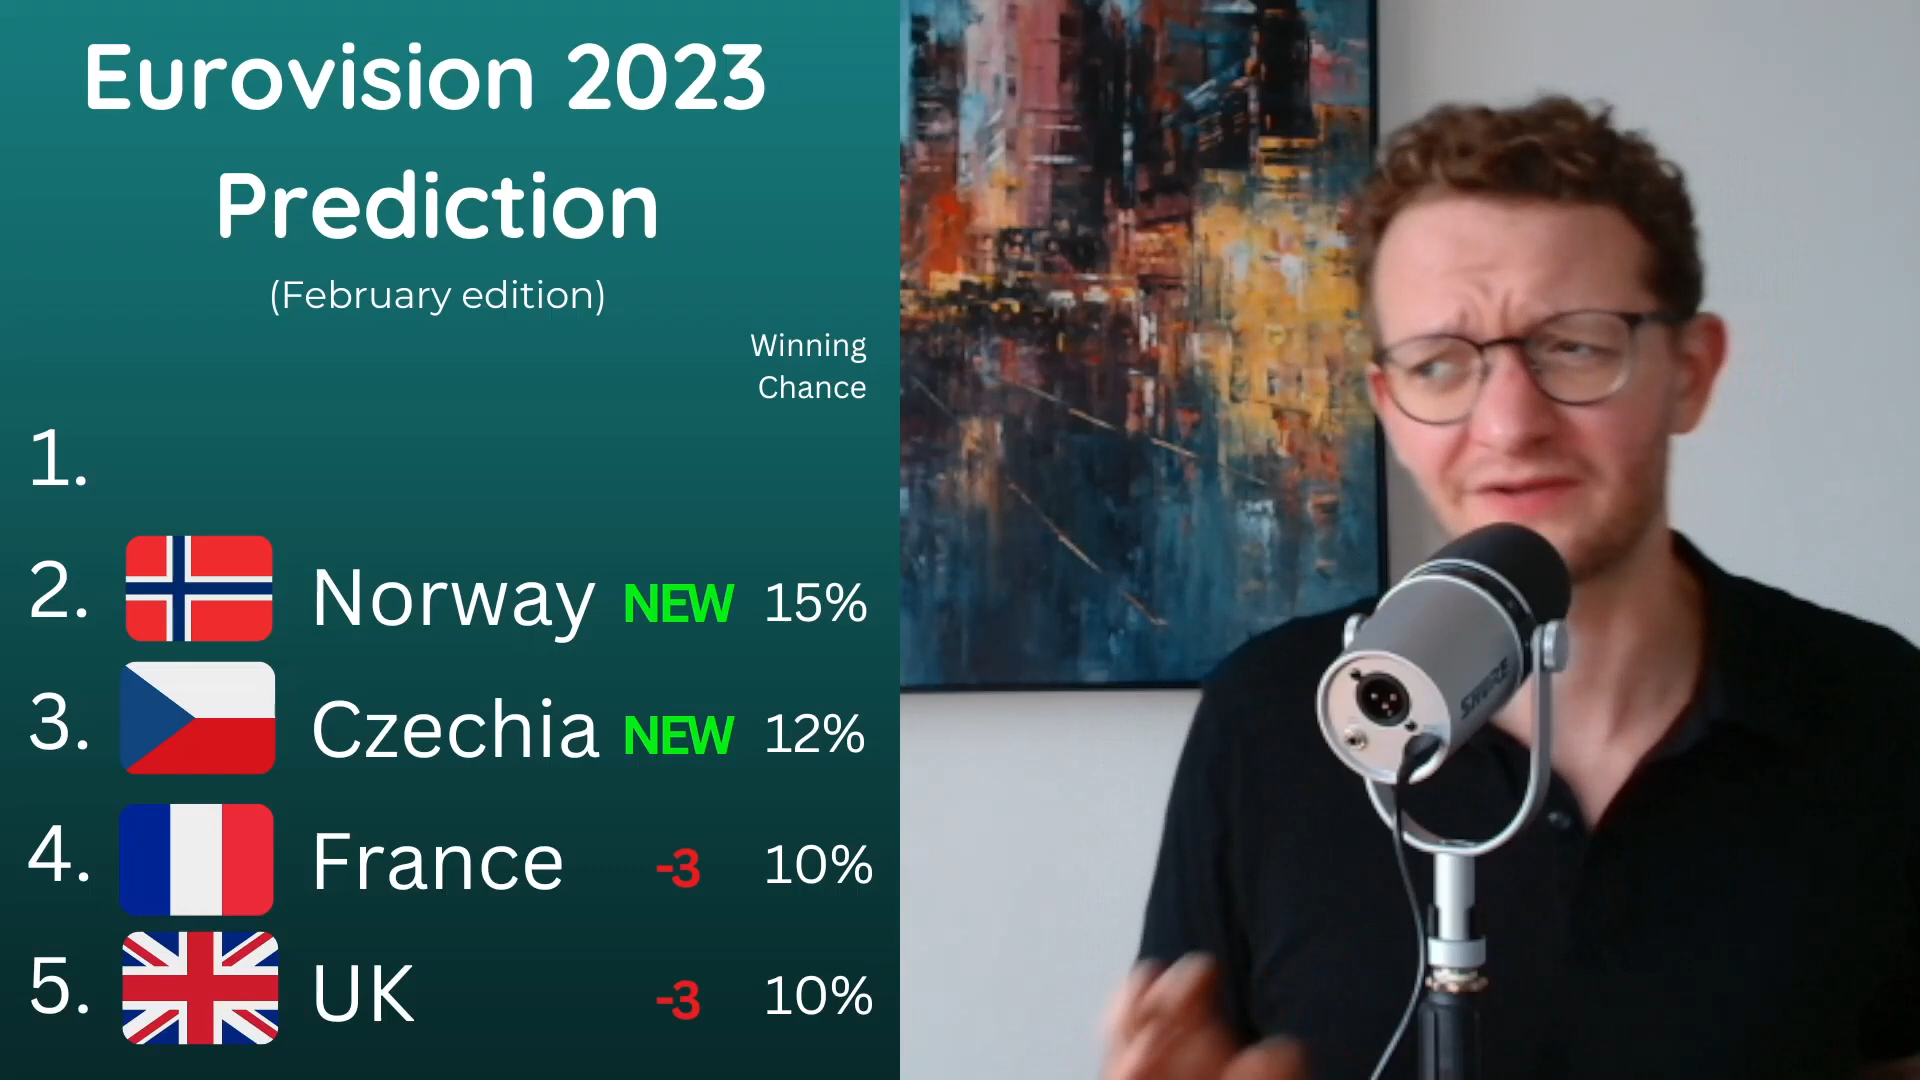 Eurovision 2023
Prediction
(February edition)
Winning
Chance
1.
2. Norway NEW 15%
3. Czechia NEW 12%
4. France -3 10%
5. UK -3 10%
SHURE